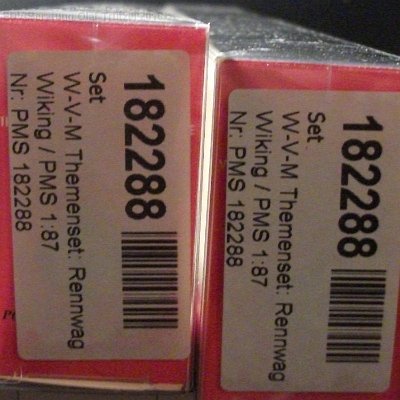 182288
Set
W-V-M Themenset: Rennwag
Wiking / PMS 1:87
Nr: PMS 182288
182288
Set.
W-V-M Themenset: Rennwag
Wiking / PMS 1:87
Nr: PMS 182288